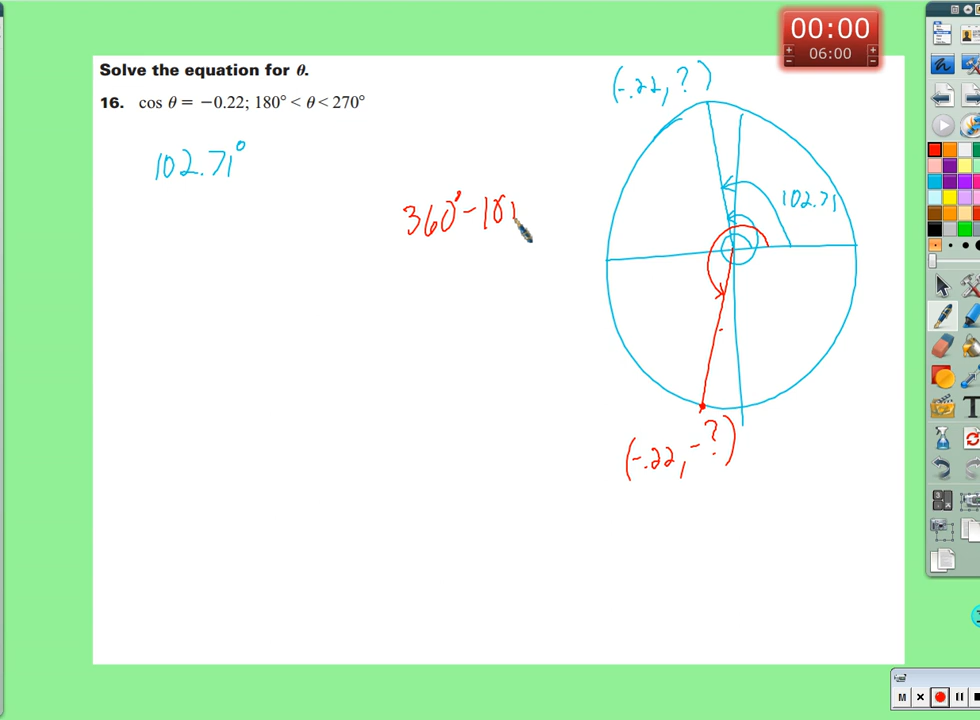 00:00
06:00
Solve the equation for θ.
16. cos θ = −0.22; 180° < θ < 270°
(-.22, ?)
102.71°
102.71
360° - 10
(-.22, -?)
T
M